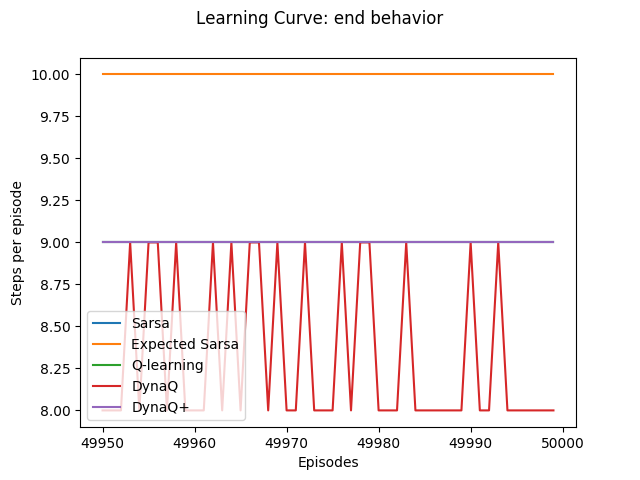 Learning Curve: end behavior
10.00
9.75
9.50
9.25
9.00
8.75
8.50
8.25
8.00
Steps per episode
Sarsa
Expected Sarsa
Q-learning
DynaQ
DynaQ+
49950 49960 49970 49980 49990 50000
Episodes